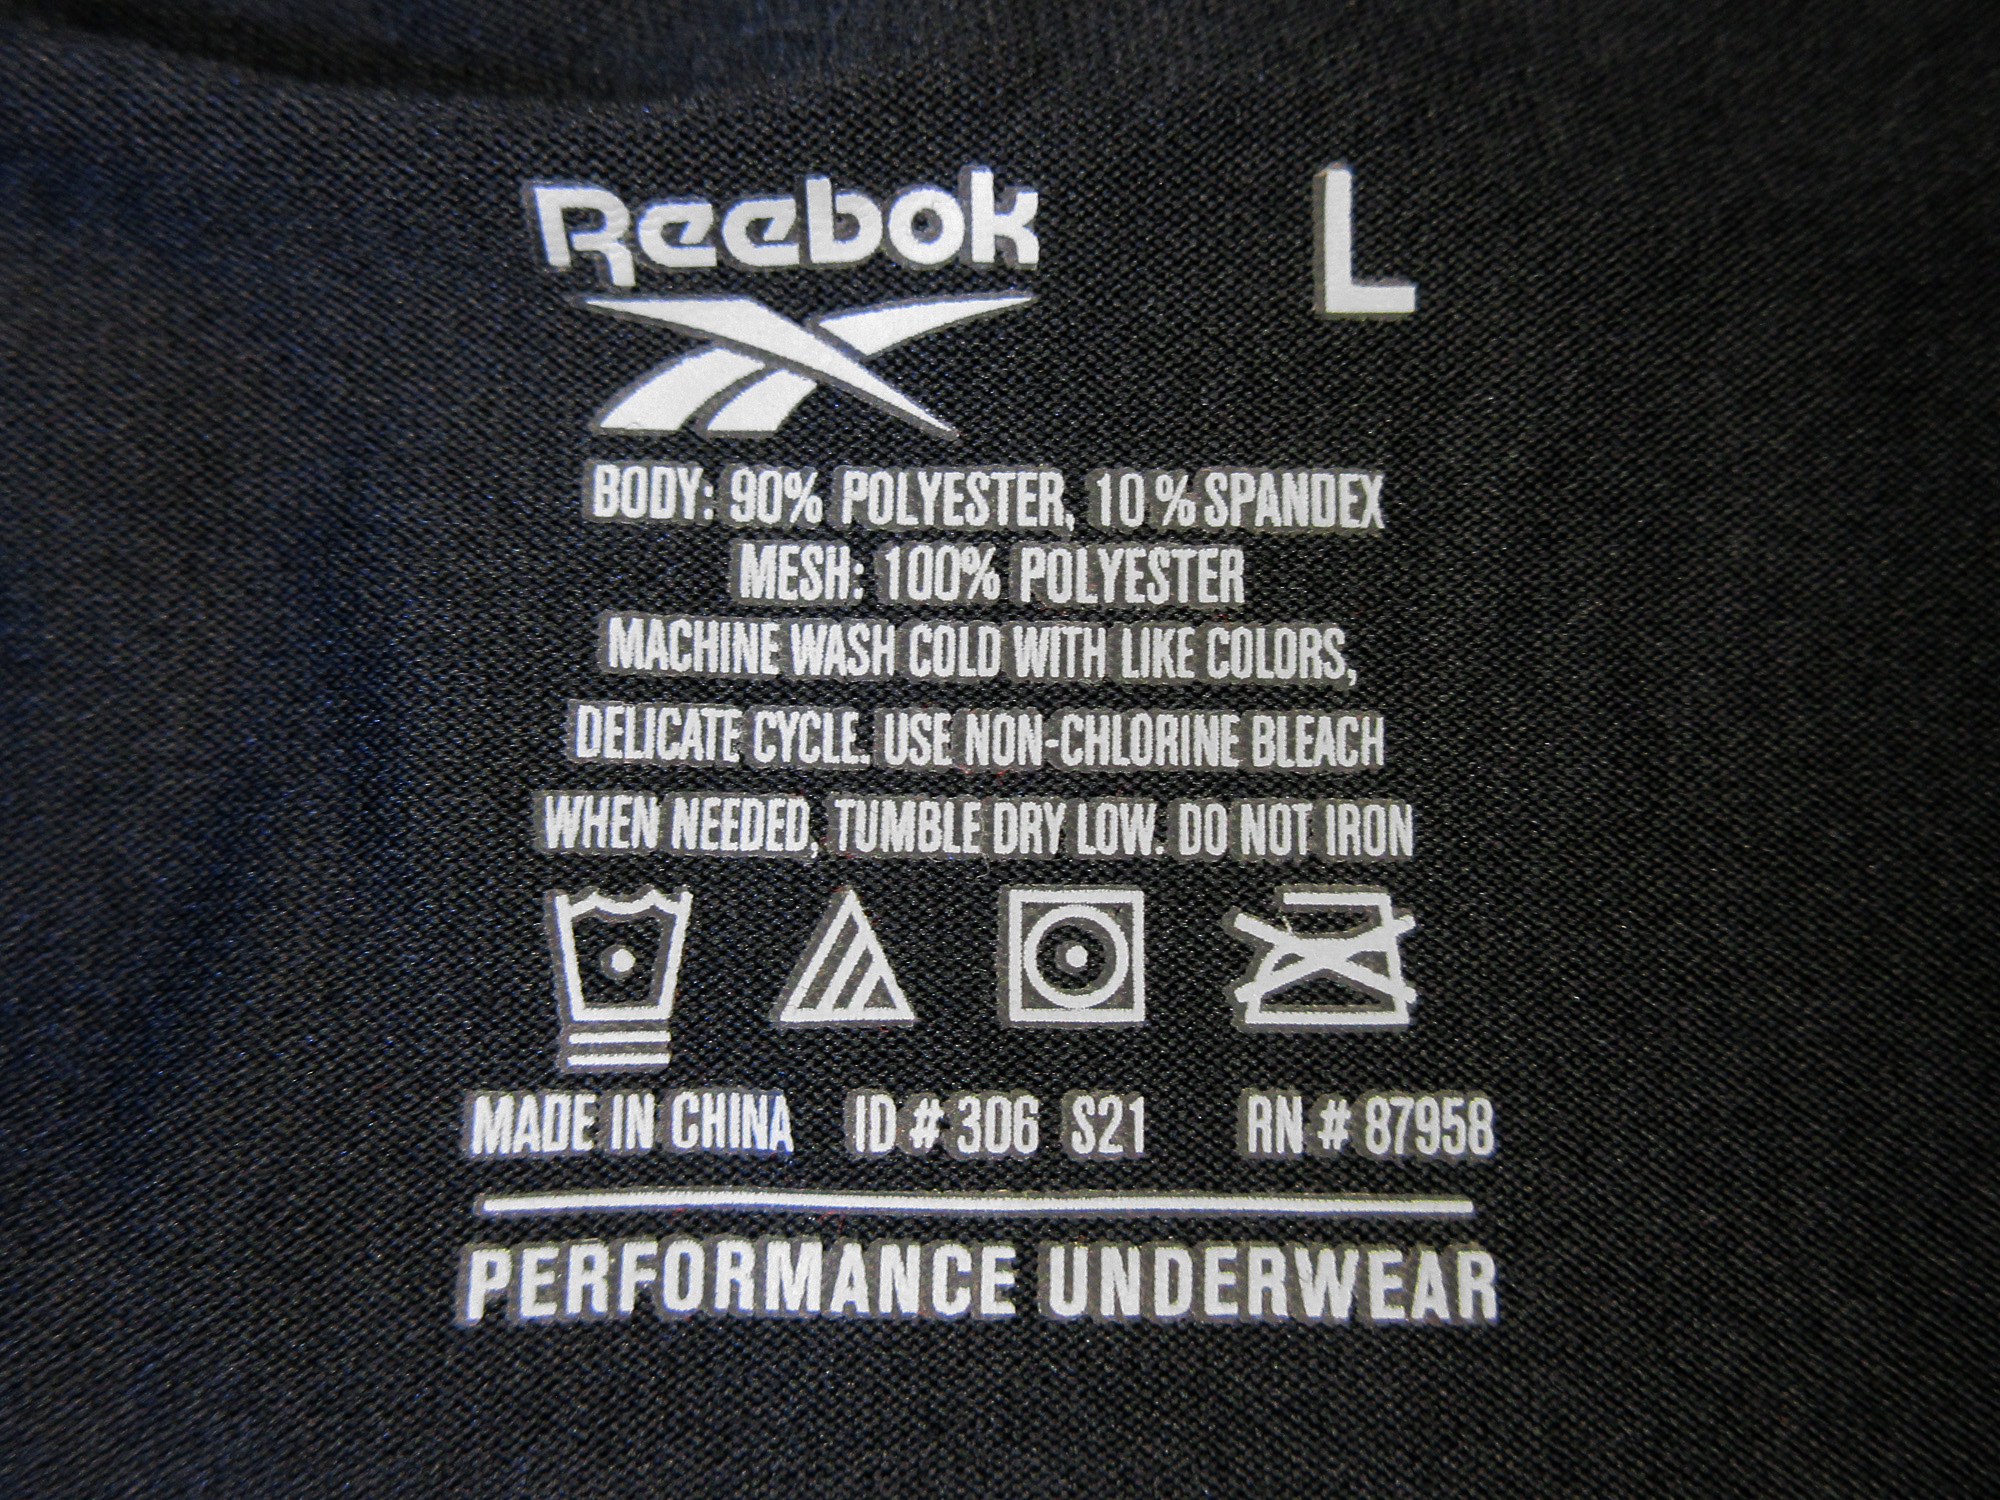 Reebok L
BODY: 90% POLYESTER, 10 % SPANDEX
MESH: 100% POLYESTER
MACHINE WASH COLD WITH LIKE COLORS,
DELICATE CYCLE. USE NON-CHLORINE BLEACH
WHEN NEEDED, TUMBLE DRY LOW. DO NOT IRON
MADE IN CHINA ID # 306 S21 RN # 87958
PERFORMANCE UNDERWEAR